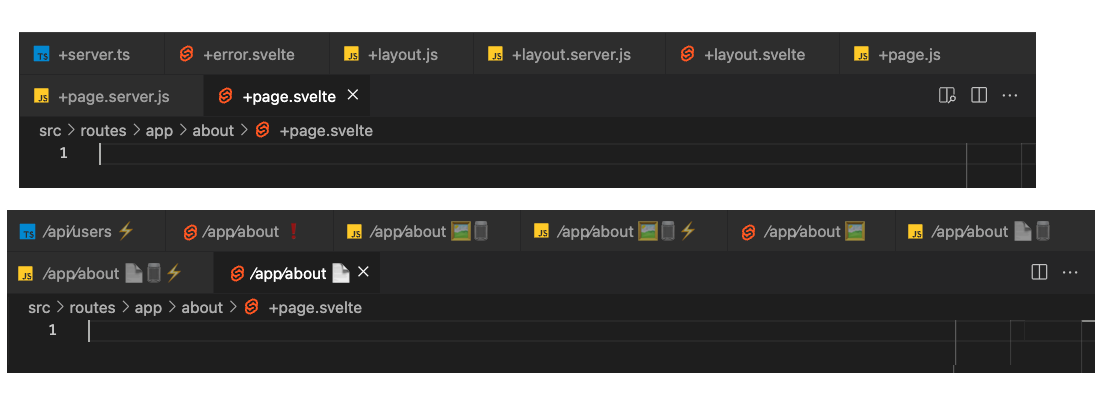 TS +server.ts +error.svelte JS +layout.js JS +layout.server.js +layout.svelte JS +page.js
JS +page.server.js +page.svelte
src > routes > app > about > +page.svelte
1
TS /api/users ⚡ /app/about ❗ JS /app/about 🖼️🛢️ JS /app/about 🖼️🛢️⚡ /app/about 🖼️ JS /app/about 📄🛢️
JS /app/about 📄🛢️⚡ /app/about 📄
src > routes > app > about > +page.svelte
1